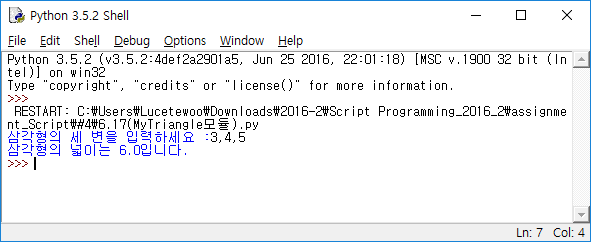 Python 3.5.2 Shell
File Edit Shell Debug Options Window Help
Python 3.5.2 (v3.5.2:4def2a2901a5, Jun 25 2016, 22:01:18) [MSC v.1900 32 bit (In
tel)] on win32
Type "copyright", "credits" or "license()" for more information.
>>>
RESTART: C:₩Users₩Lucetewoo₩Downloads₩2016-2₩Script Programming_2016_2₩assignme
nt_Script₩#4₩6.17(MyTriangle모듈).py
삼각형의 세 변을 입력하세요 :3,4,5
삼각형의 넓이는 6.0입니다.
>>>
Ln: 7 Col: 4